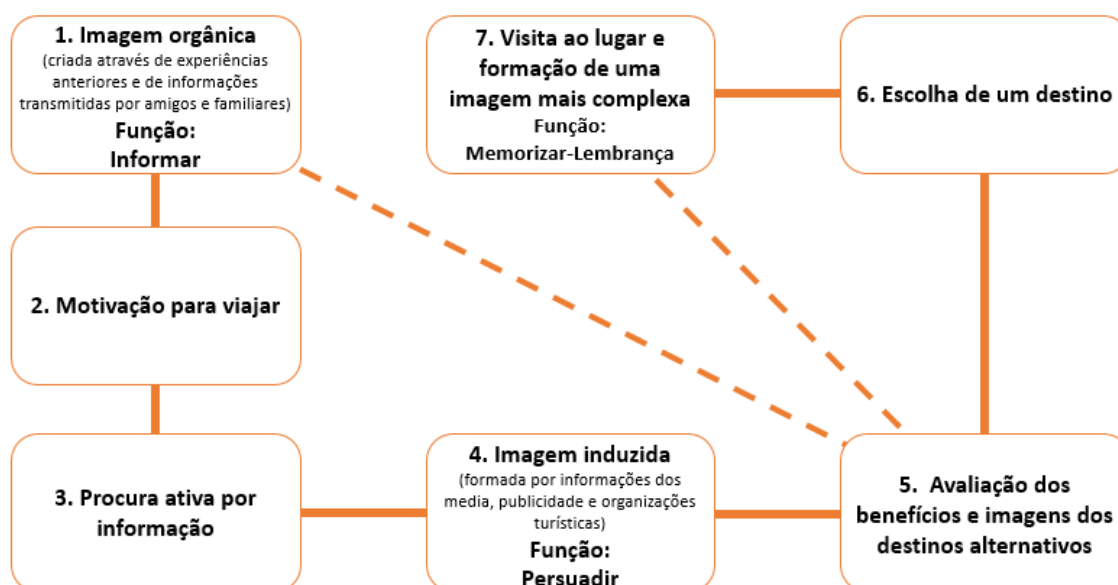 1. Imagem orgânica
(criada através de experiências
anteriores e de informações
transmitidas por amigos e familiares)
Função:
Informar
2. Motivação para viajar
3. Procura ativa por
informação
4. Imagem induzida
(formada por informações dos
media, publicidade e organizações
turísticas)
Função:
Persuadir
5. Avaliação dos
benefícios e imagens dos
destinos alternativos
6. Escolha de um destino
7. Visita ao lugar e
formação de uma
imagem mais complexa
Função:
Memorizar-Lembrança